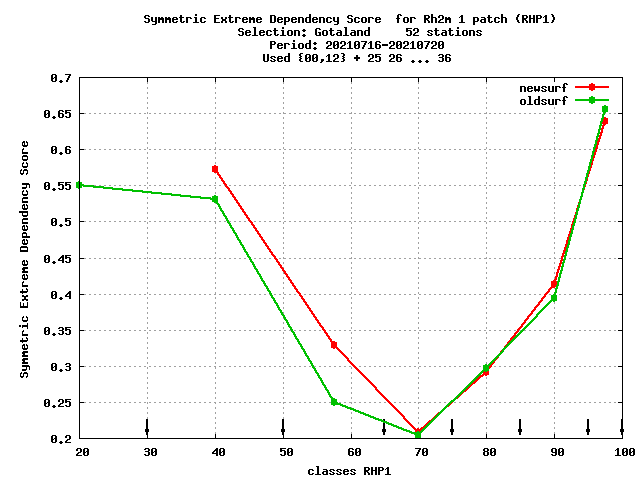 Symmetric Extreme Dependency Score  for Rh2m 1 patch (RHP1)
Selection: Gotaland     52 stations
Period: 20210716-20210720
Used {00,12} + 25 26 ... 36
newsurf
oldsurf
Symmetric Extreme Dependency Score
0.7
0.65
0.6
0.55
0.5
0.45
0.4
0.35
0.3
0.25
0.2
20 30 40 50 60 70 80 90 100
classes RHP1